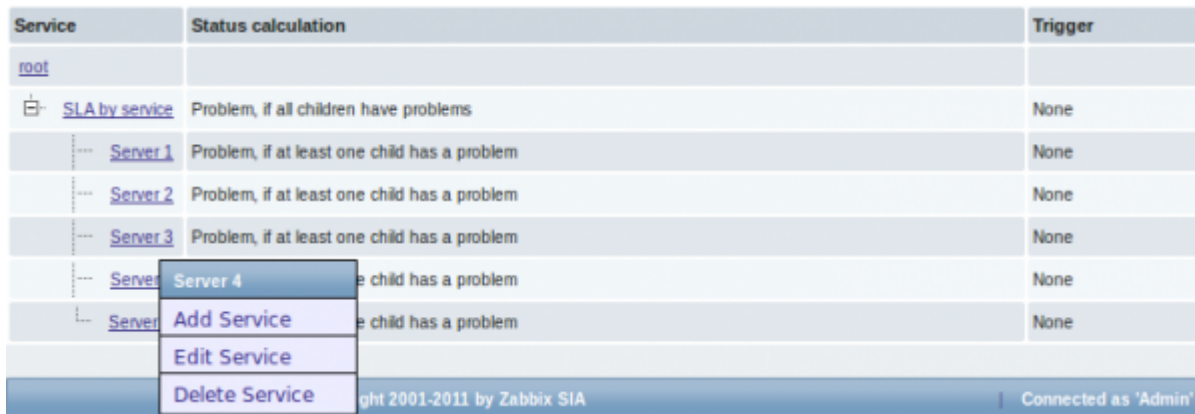 Service Status calculation Trigger
root
SLA by service Problem, if all children have problems None
Server 1 Problem, if at least one child has a problem None
Server 2 Problem, if at least one child has a problem None
Server 3 Problem, if at least one child has a problem None
Server Server 4 e child has a problem None
Server Add Service e child has a problem None
Edit Service
Delete Service ght 2001-2011 by Zabbix SIA Connected as 'Admin'